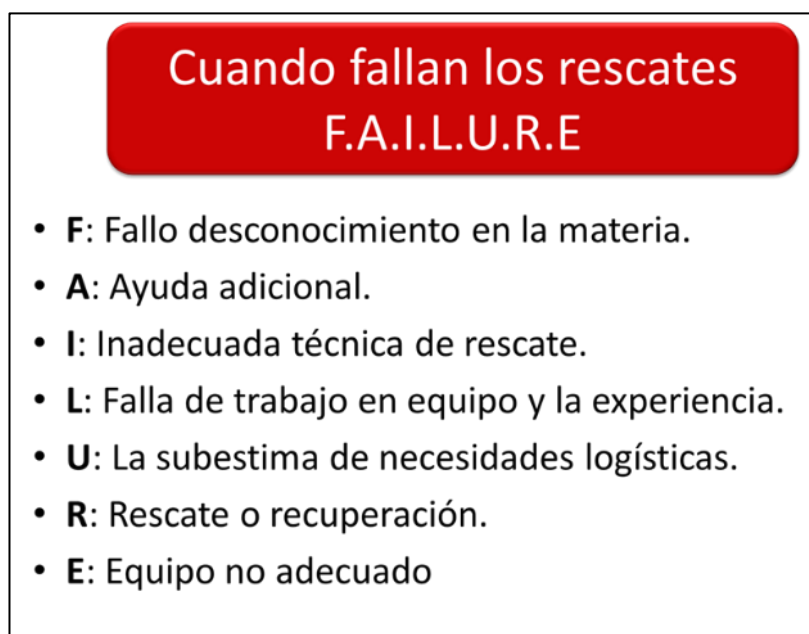 Cuando fallan los rescates
F.A.I.L.U.R.E
• F: Fallo desconocimiento en la materia.
• A: Ayuda adicional.
• I: Inadecuada técnica de rescate.
• L: Falla de trabajo en equipo y la experiencia.
• U: La subestima de necesidades logísticas.
• R: Rescate o recuperación.
• E: Equipo no adecuado